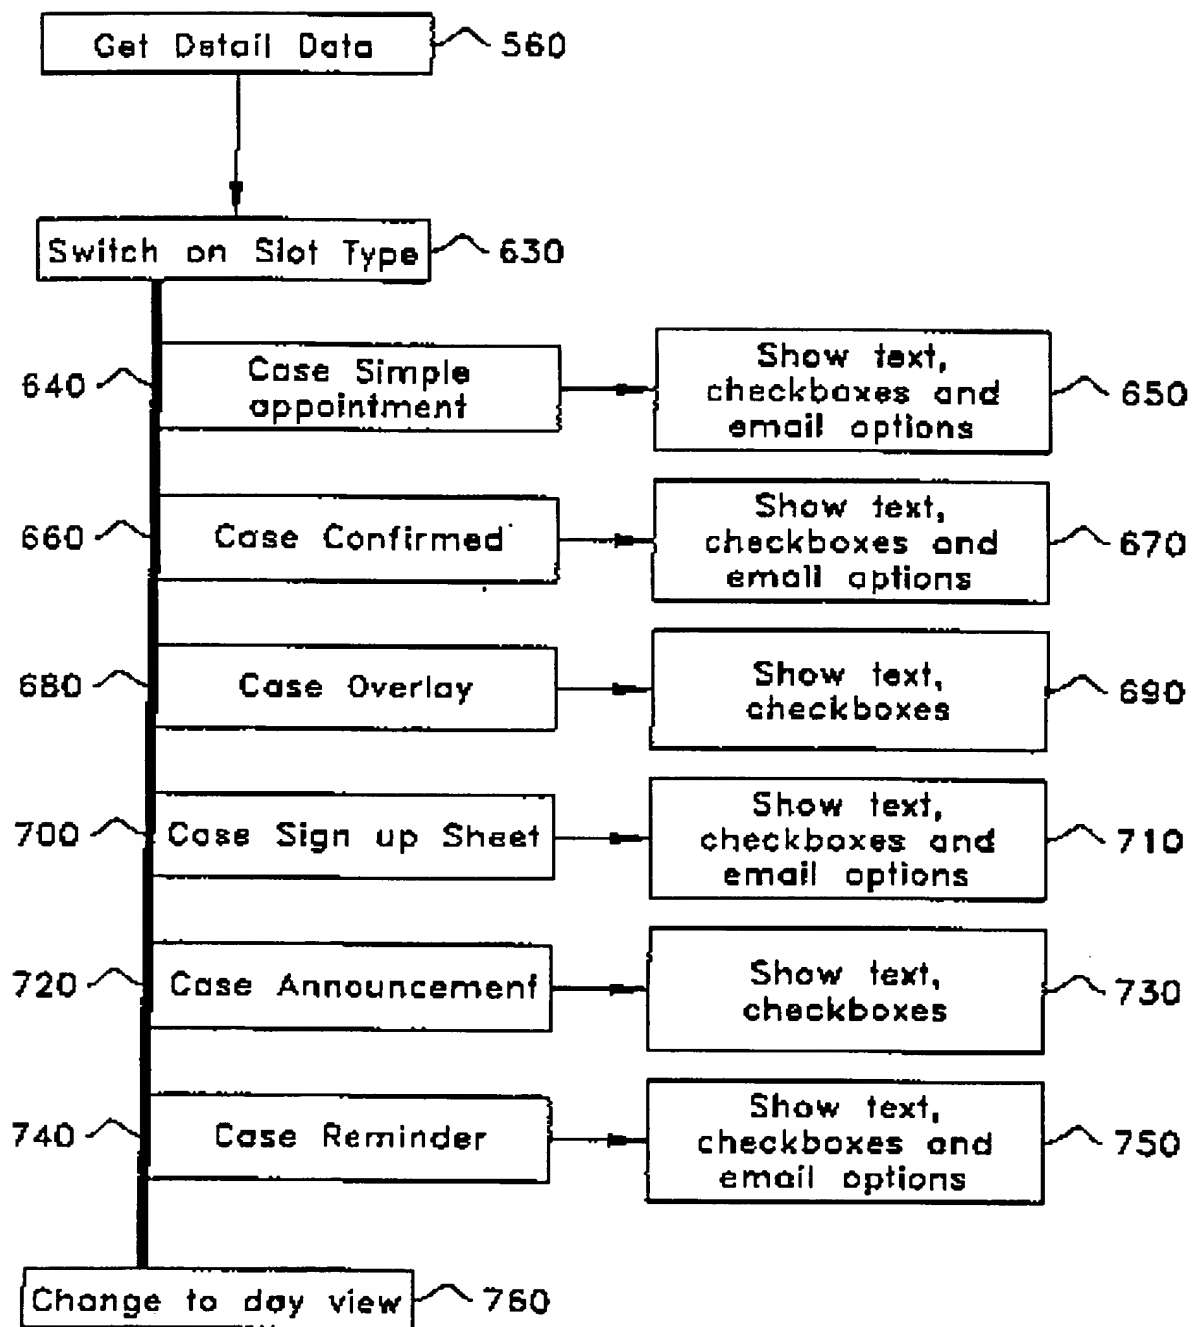 Get Detail Data
560
Switch on Slot Type
630
640
Case Simple
appointment
Show text,
checkboxes and
email options
650
660
Case Confirmed
Show text,
checkboxes and
email options
670
680
Case Overlay
Show text,
checkboxes
690
700
Case Sign up Sheet
Show text,
checkboxes and
email options
710
720
Case Announcement
Show text,
checkboxes
730
740
Case Reminder
Show text,
checkboxes and
email options
750
Change to day view
760